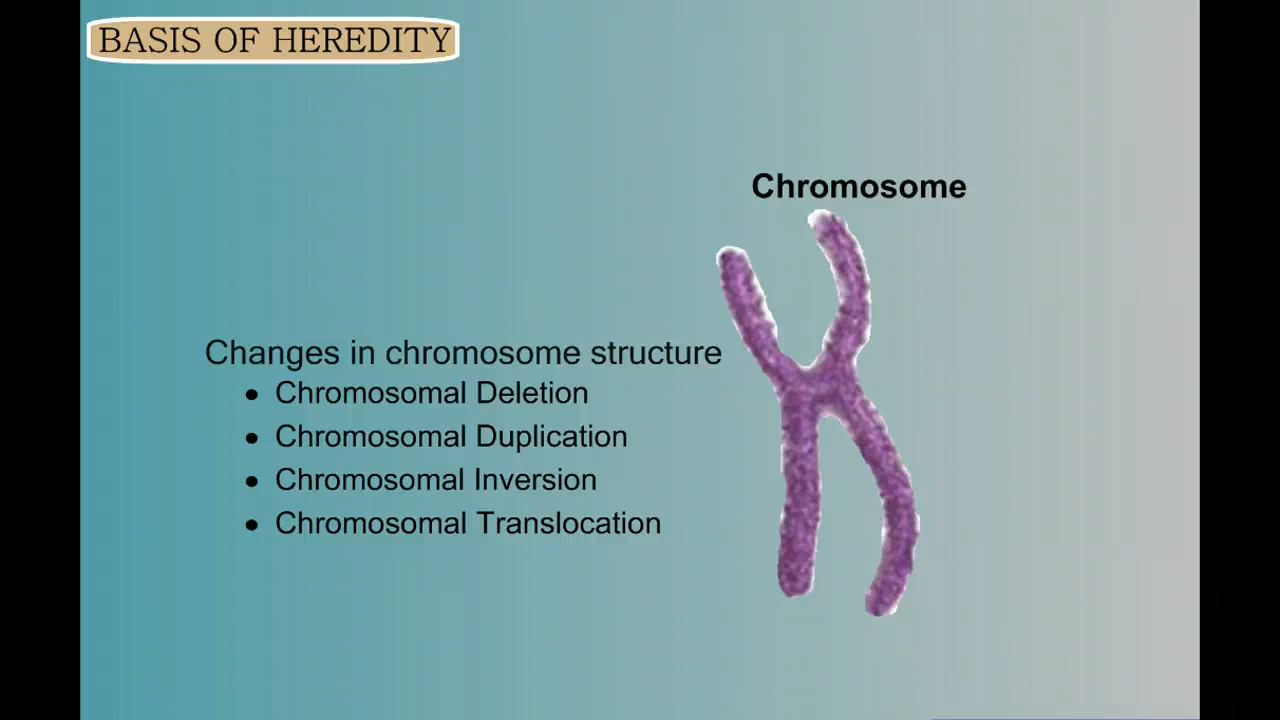 BASIS OF HEREDITY
Chromosome
Changes in chromosome structure
• Chromosomal Deletion
• Chromosomal Duplication
• Chromosomal Inversion
• Chromosomal Translocation